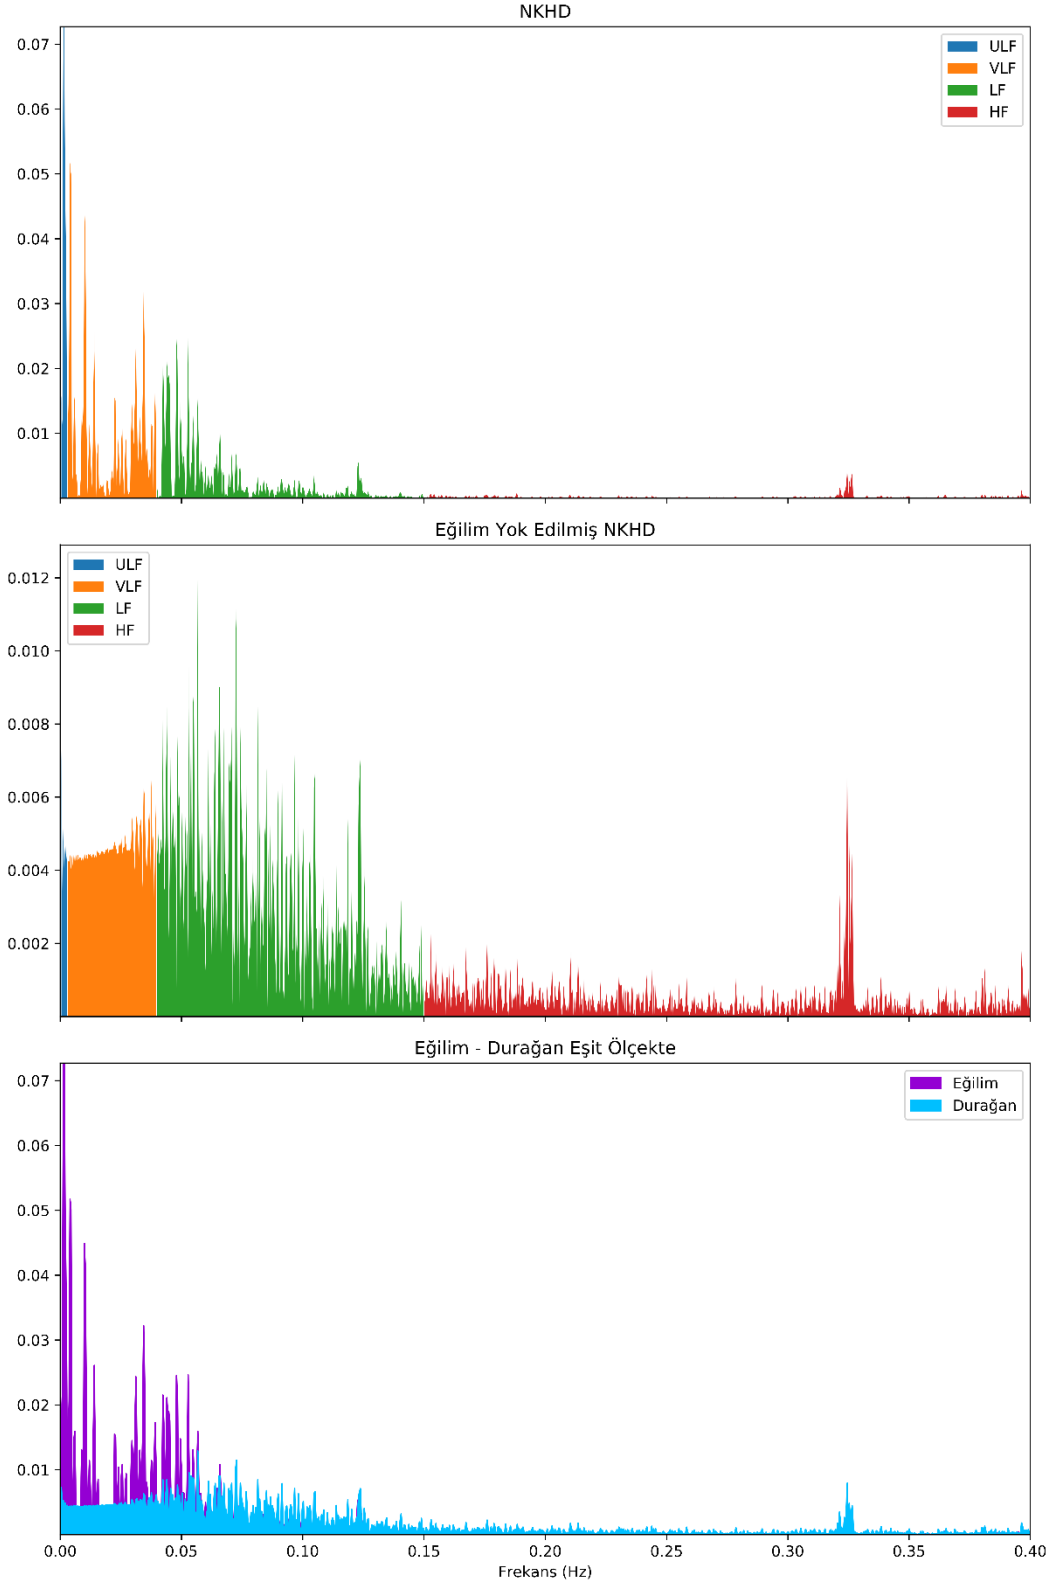 NKHD
0.07
0.06
0.05
0.04
0.03
0.02
0.01
ULF
VLF
LF
HF
Eğilim Yok Edilmiş NKHD
0.012
0.010
0.008
0.006
0.004
0.002
ULF
VLF
LF
HF
Eğilim - Durağan Eşit Ölçekte
0.07
0.06
0.05
0.04
0.03
0.02
0.01
Eğilim
Durağan
0.00 0.05 0.10 0.15 0.20 0.25 0.30 0.35 0.40
Frekans (Hz)